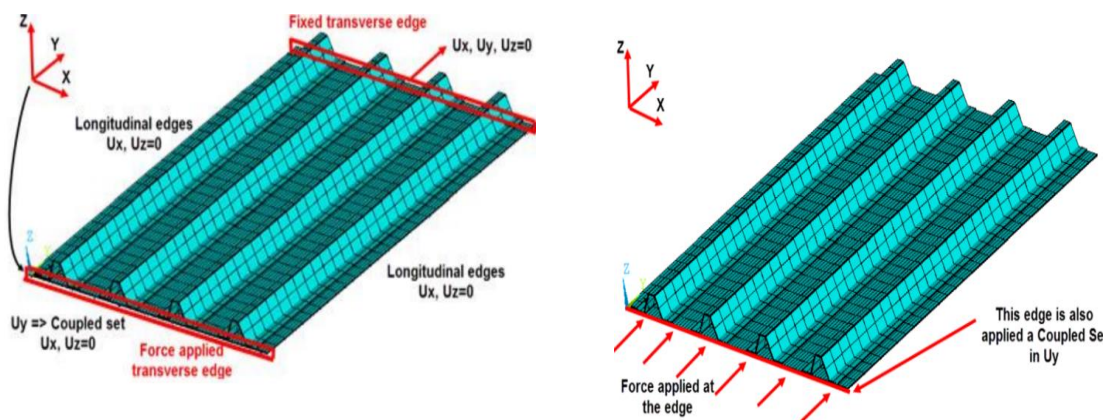 Z
Y
X
Fixed transverse edge
Ux, Uy, Uz=0
Longitudinal edges
Ux, Uz=0
Z
Longitudinal edges
Ux, Uz=0
Uy => Coupled set
Ux, Uz=0
Force applied
transverse edge
Z
Y
X
Z
Force applied at
the edge
This edge is also
applied a Coupled Se
in Uy